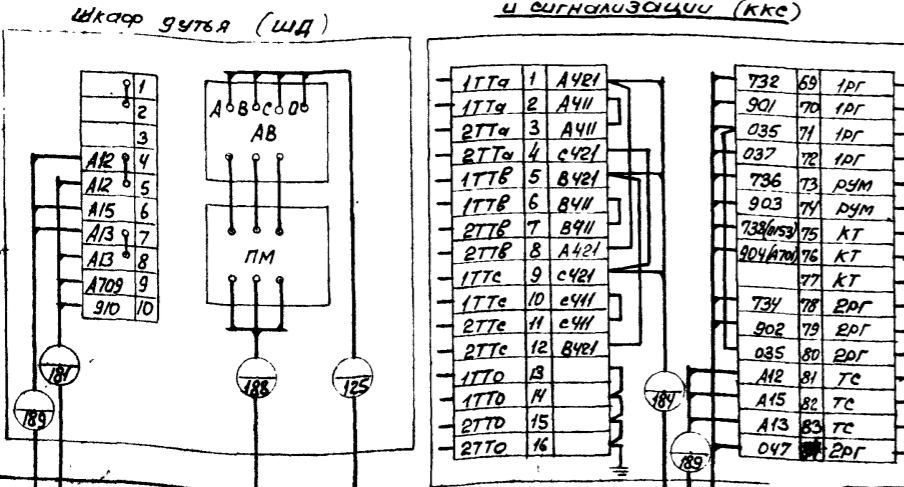 Шкаф дутья (ШД)
1
2
3
А12 4
А12 5
А15 6
А13 7
А13 8
А709 9
910 10
А В С О
АВ
ПМ
181
189
188
125
и сигнализации (ККС)
1ТТа 1 А421
1ТТа 2 А411
2ТТа 3 А411
2ТТа 4 С421
1ТТв 5 В421
1ТТв 6 В411
2ТТв 7 В411
2ТТв 8 А421
1ТТс 9 С421
1ТТс 10 С411
2ТТс 11 С411
2ТТс 12 В421
1ТТО 13
1ТТО 14
2ТТО 15
2ТТО 16
184
189
732 69 1РГ
901 70 1РГ
035 71 1РГ
037 72 1РГ
736 73 РУМ
903 74 РУМ
738(0153) 75 КТ
904(А701) 76 КТ
77 КТ
734 78 2РГ
902 79 2РГ
035 80 2РГ
А12 81 ТС
А15 82 ТС
А13 83 ТС
047 2РГ